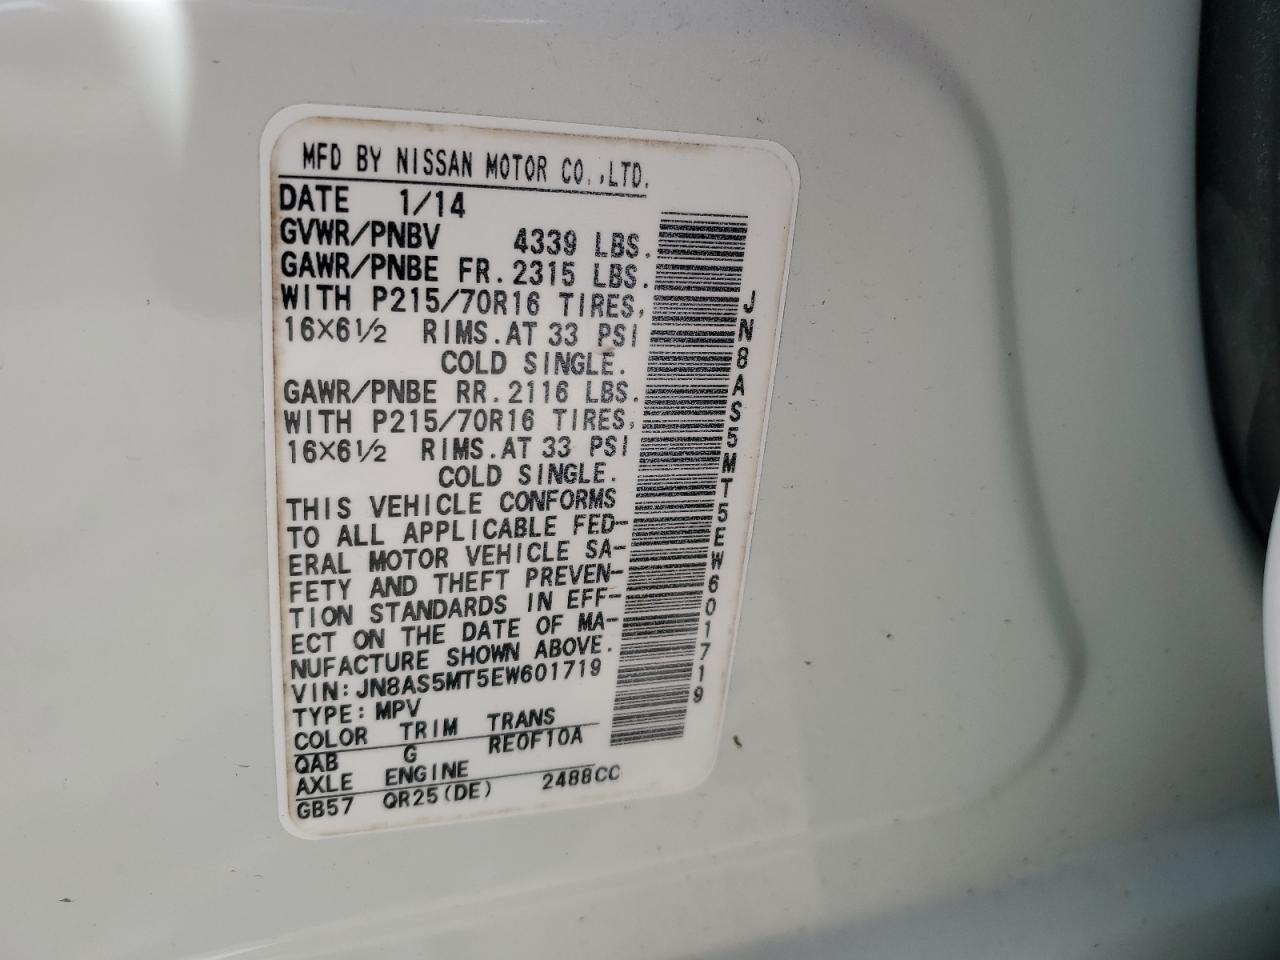 MFD BY NISSAN MOTOR CO.,LTD.
DATE 1/14
GVWR/PNBV 4339 LBS.
GAWR/PNBE FR.2315 LBS.
WITH P215/70R16 TIRES,
16X6½ RIMS.AT 33 PSI
COLD SINGLE.
GAWR/PNBE RR.2116 LBS.
WITH P215/70R16 TIRES,
16X6½ RIMS.AT 33 PSI
COLD SINGLE.
THIS VEHICLE CONFORMS
TO ALL APPLICABLE FED-
ERAL MOTOR VEHICLE SA-
FETY AND THEFT PREVEN-
TION STANDARDS IN EFF-
ECT ON THE DATE OF MA-
NUFACTURE SHOWN ABOVE.
VIN:JN8AS5MT5EW601719
TYPE:MPV
COLOR TRIM TRANS
QAB G RE0F10A
AXLE ENGINE
GB57 QR25(DE) 2488CC
JN8AS5MT5EW601719